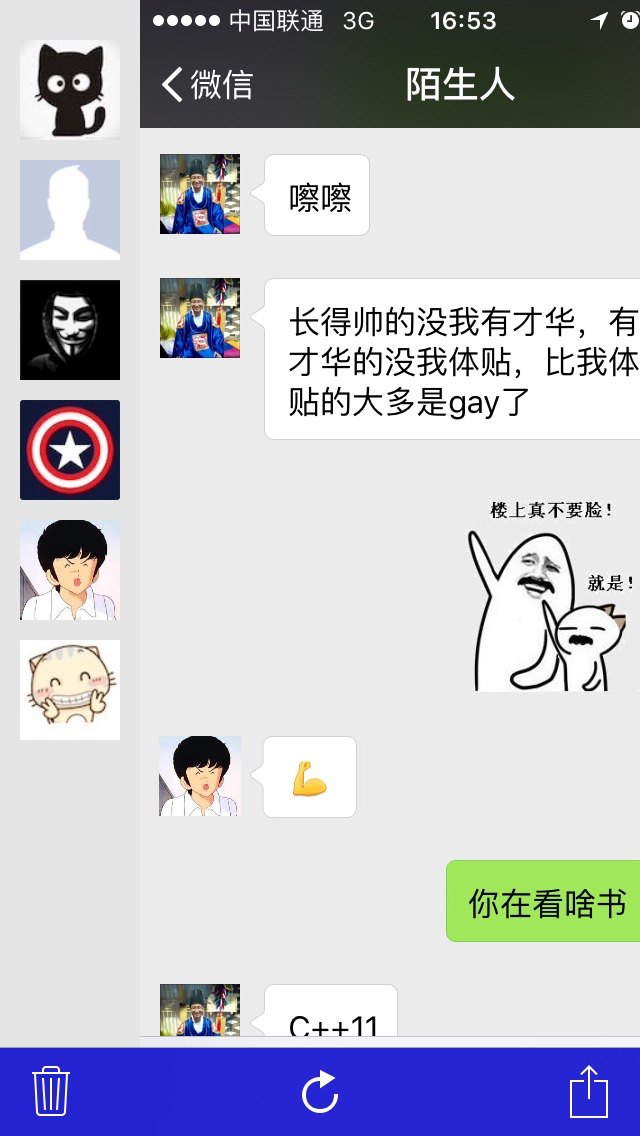 中国联通 3G 16:53
微信 陌生人
嚓嚓
长得帅的没我有才华，有
才华的没我体贴，比我体
贴的大多是gay了
楼上真不要脸！
就是！
你在看啥书
C++11